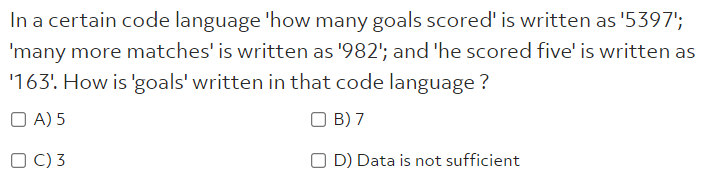 In a certain code language 'how many goals scored' is written as '5397';
'many more matches' is written as '982'; and 'he scored five' is written as
'163'. How is 'goals' written in that code language ?
A) 5
B) 7
C) 3
D) Data is not sufficient